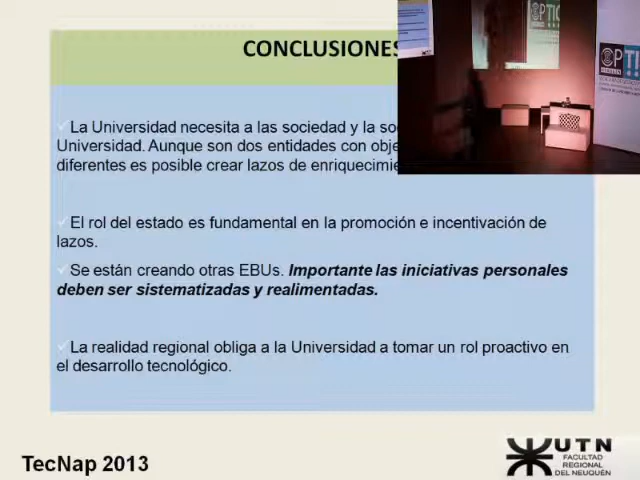 CONCLUSIONES
La Universidad necesita a las sociedad y la
Universidad. Aunque son dos entidades con
diferentes es posible crear lazos de
El rol del estado es fundamental en la promoción e incentivación de
lazos.
Se están creando otras EBUs. Importante las iniciativas personales
deben ser sistematizadas y realimentadas.
La realidad regional obliga a la Universidad a tomar un rol proactivo en
el desarrollo tecnológico.
TecNap 2013
UTN
FACULTAD
REGIONAL
DEL NEUQUÉN